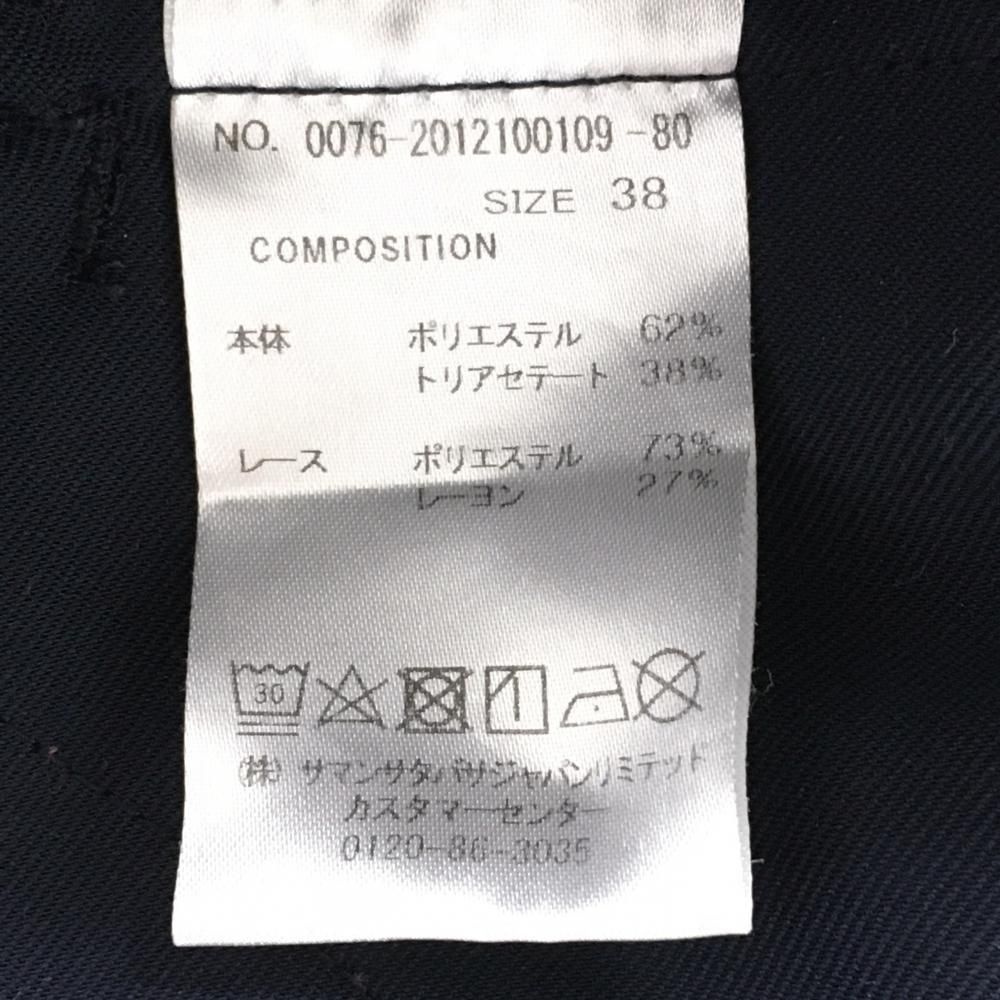 NO. 0076-2012100109-80
SIZE 38
COMPOSITION
本体 ポリエステル 62%
トリアセテート 38%
レース ポリエステル 73%
レーヨン 27%
30
(株) サマンサタバサジャパンリミテッド
カスタマーセンター
0120-86-3035